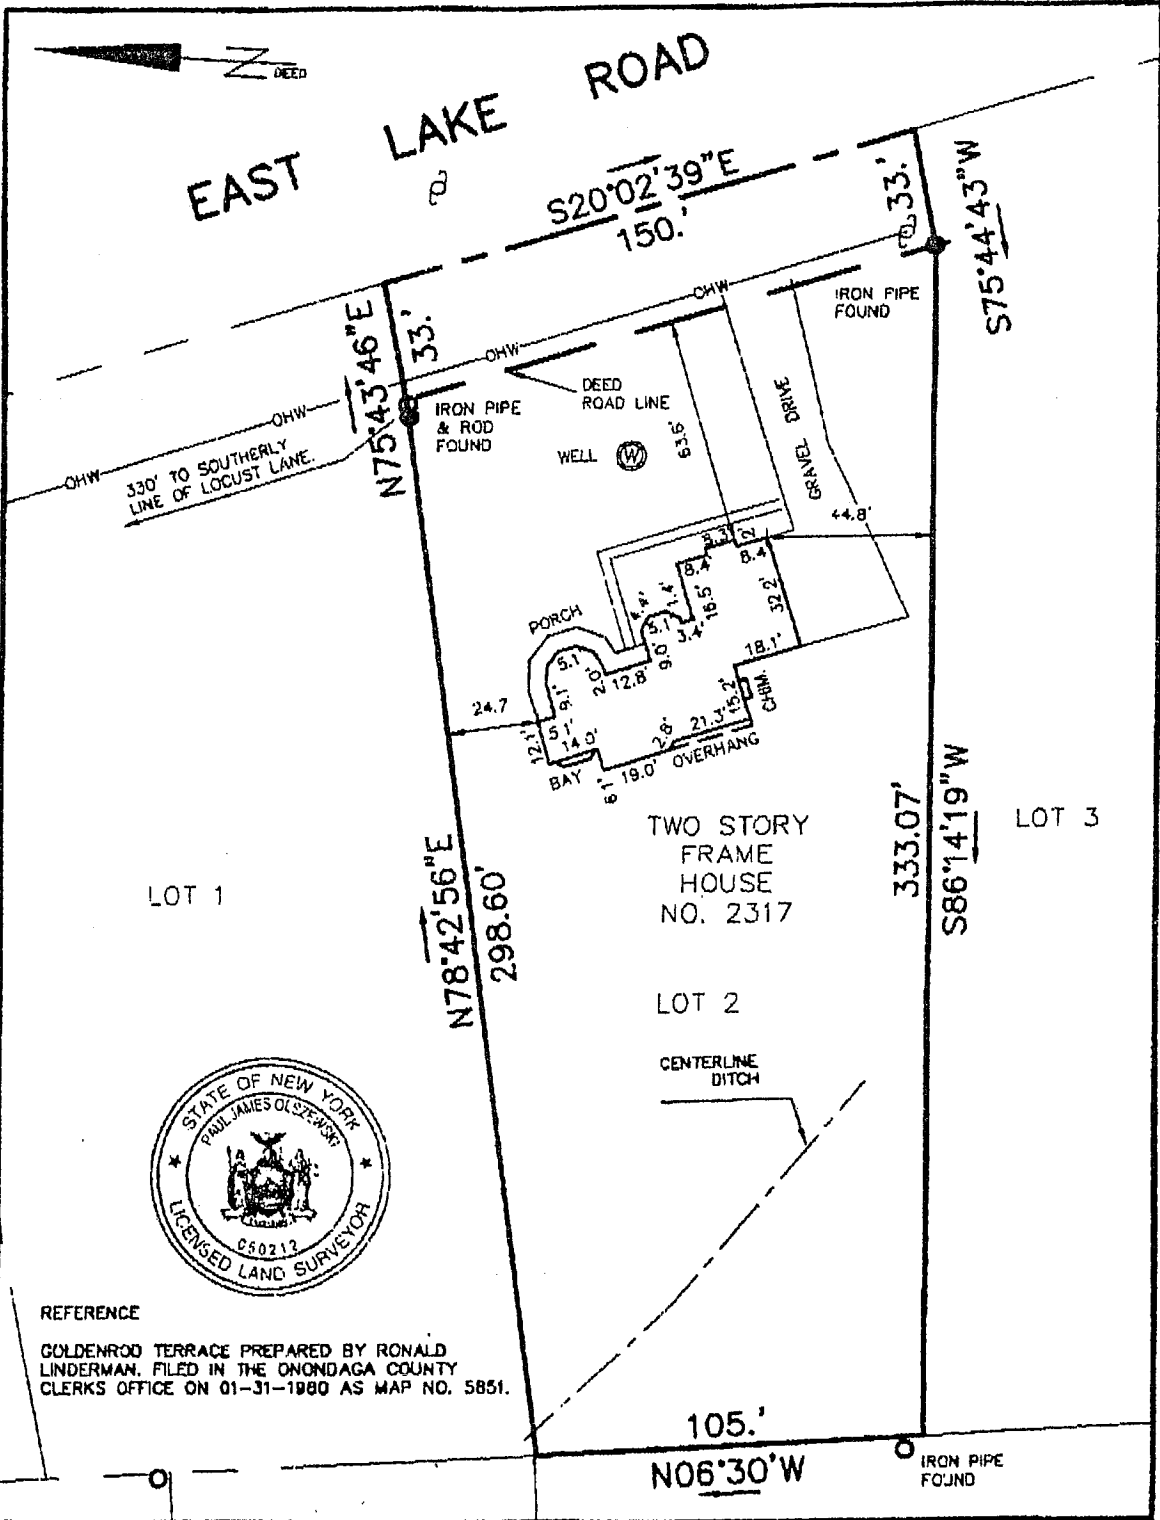 N
DEED
EAST LAKE ROAD
S20°02'39"E
150.'
33.'
S75°44'43"W
IRON PIPE
FOUND
OHW
OHW
OHW
OHW
N75°43'46"E
33.'
IRON PIPE
& ROD
FOUND
DEED
ROAD LINE
330' TO SOUTHERLY
LINE OF LOCUST LANE.
WELL
W
63.6'
GRAVEL DRIVE
44.8'
8.3'
2'
8.4'
8.4'
32.2'
16.5'
1.4'
5.1'
3.4'
9.0'
PORCH
5.1'
2.0'
12.8'
9.1'
18.1'
15.2'
CHIM.
24.7
12.1'
5.1'
14.0'
BAY
6.1'
19.0'
2.8'
21.3'
OVERHANG
TWO STORY
FRAME
HOUSE
NO. 2317
333.07'
S86°14'19"W
LOT 3
LOT 1
N78°42'56"E
298.60'
LOT 2
CENTERLINE
DITCH
STATE OF NEW YORK
PAUL JAMES OLSZEWSKI
LICENSED LAND SURVEYOR
REFERENCE
GOLDENROD TERRACE PREPARED BY RONALD
LINDERMAN. FILED IN THE ONONDAGA COUNTY
CLERKS OFFICE ON 01-31-1980 AS MAP NO. 5851.
105.'
N06°30'W
IRON PIPE
FOUND